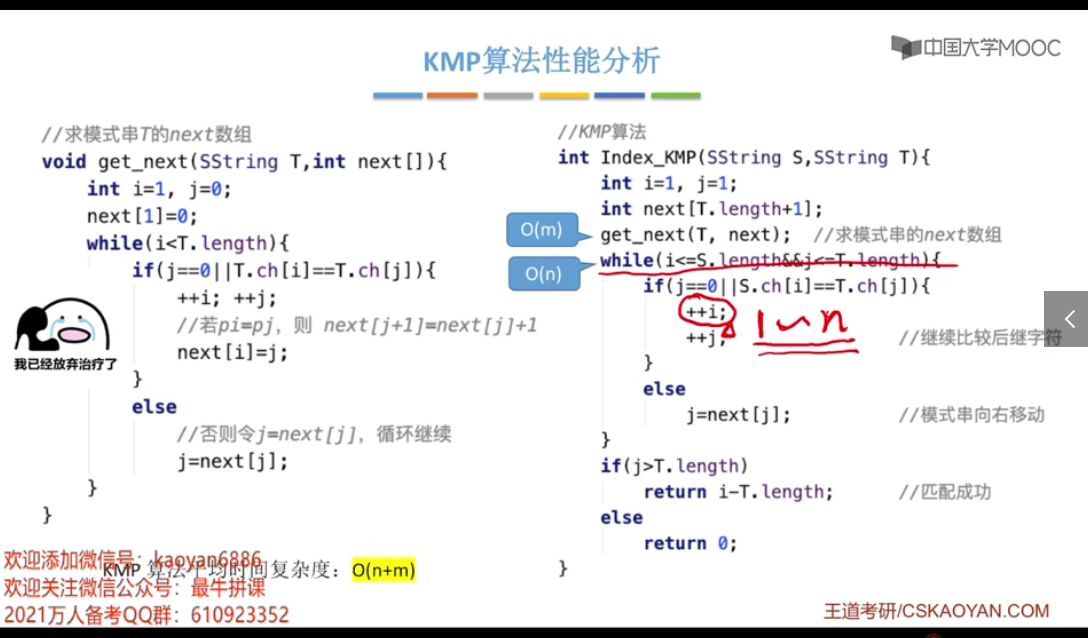 中国大学MOOC
KMP算法性能分析
//求模式串T的next数组
void get_next(SString T,int next[]){
int i=1, j=0;
next[1]=0;
while(i<T.length){
if(j==0||T.ch[i]==T.ch[j]){
++i; ++j;
//若pi=pj，则 next[j+1]=next[j]+1
next[i]=j;
}
else
//否则令j=next[j]，循环继续
j=next[j];
}
}
我已经放弃治疗了
//KMP算法
int Index_KMP(SString S,SString T){
int i=1, j=1;
int next[T.length+1];
O(m)
get_next(T, next); //求模式串的next数组
O(n)
while(i<=S.length&&j<=T.length){
if(j==0||S.ch[i]==T.ch[j]){
++i;
1~n
++j; //继续比较后继字符
}
else
j=next[j]; //模式串向右移动
}
if(j>T.length)
return i-T.length; //匹配成功
else
return 0;
}
欢迎添加微信号：kaoyan6886
KMP 算法平均时间复杂度：O(n+m)
欢迎关注微信公众号：最牛拼课
2021万人备考QQ群：610923352
王道考研/CSKAOYAN.COM